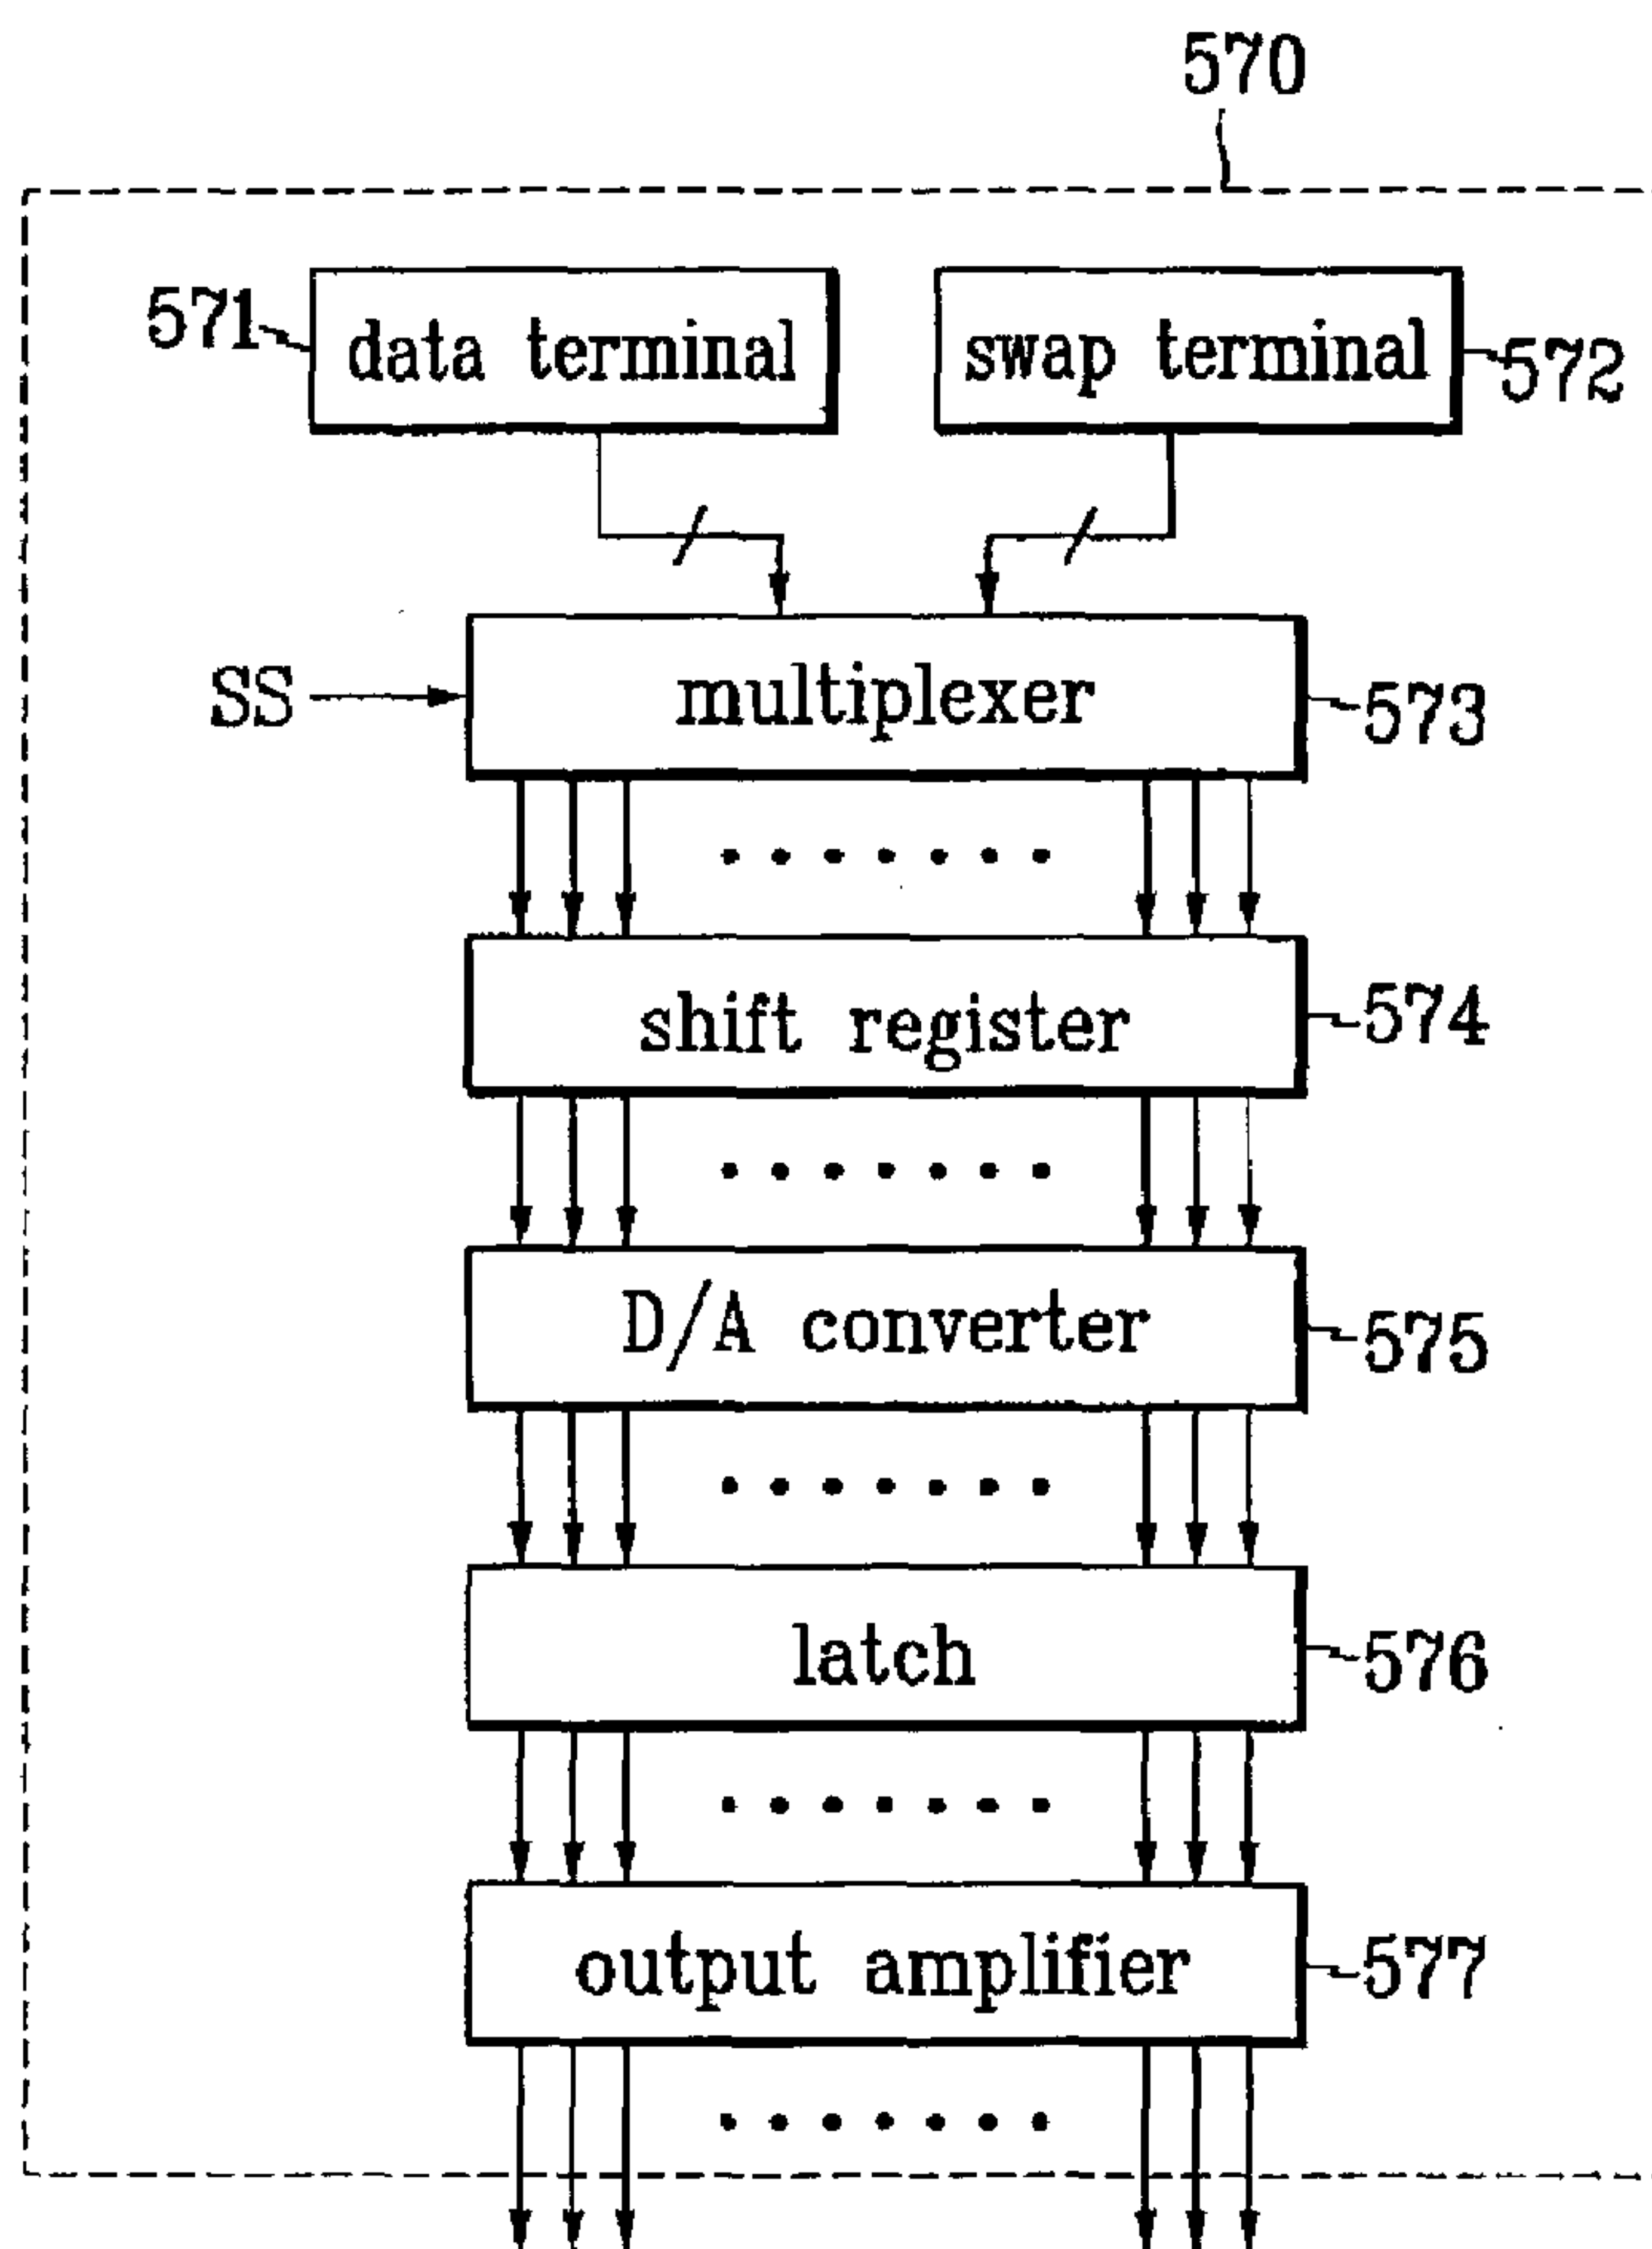 570
571 data terminal swap terminal 572
SS multiplexer 573
shift register 574
D/A converter 575
latch 576
output amplifier 577